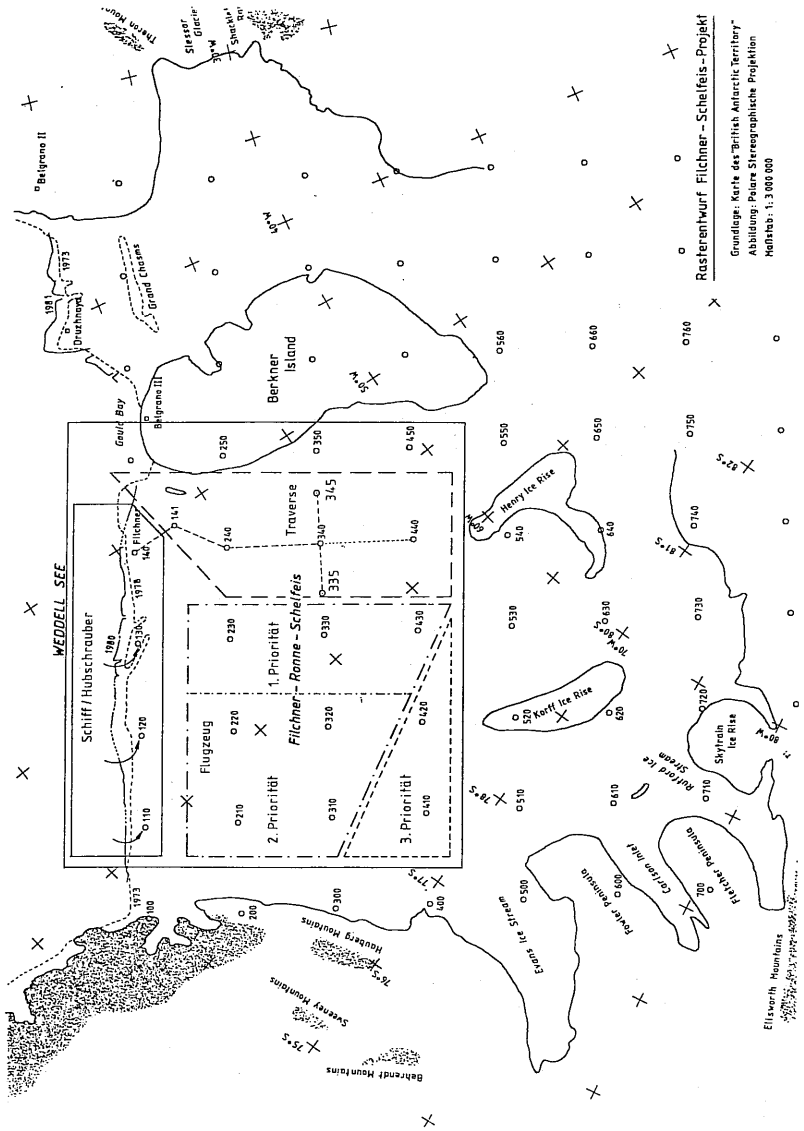 Rasterentwurf Filchner-Schelfeis-Projekt
Grundlage: Karte des "British Antarctic Territory"
Abbildung: Polare Stereographische Projektion
Maßstab: 1: 3 000 000
WEDDELL SEE
Schiff / Hubschrauber
Filchner-Ronne-Schelfeis
Flugzeug
1. Priorität
2. Priorität
3. Priorität
Traverse
Theron Moun
Slessor
Glacie
Shackle
Ra
30°W
Belgrano II
40°W
1973
1981
Druzhnaya
Grand Chasms
Gould Bay
Belgrano III
Berkner
Island
50°W
Filchner
1978
1980
1973
100
110
120
130
140
141
200
210
220
230
240
250
300
310
320
330
335
340
345
350
400
410
420
430
440
450
500
510
520
530
540
550
560
600
610
620
630
640
650
660
700
710
720
730
740
750
760
Henry Ice Rise
60°W
Korff Ice Rise
70°W
80°S
81°S
82°S
Skytrain
Ice Rise
80°W
Rutford Ice
Stream
78°S
77°S
76°S
75°S
Hauberg Mountains
Sweeney Mountains
Behrendt Mountains
Evans Ice Stream
Fowler Peninsula
Carlson Inlet
Fletcher Peninsula
Ellsworth Mountains